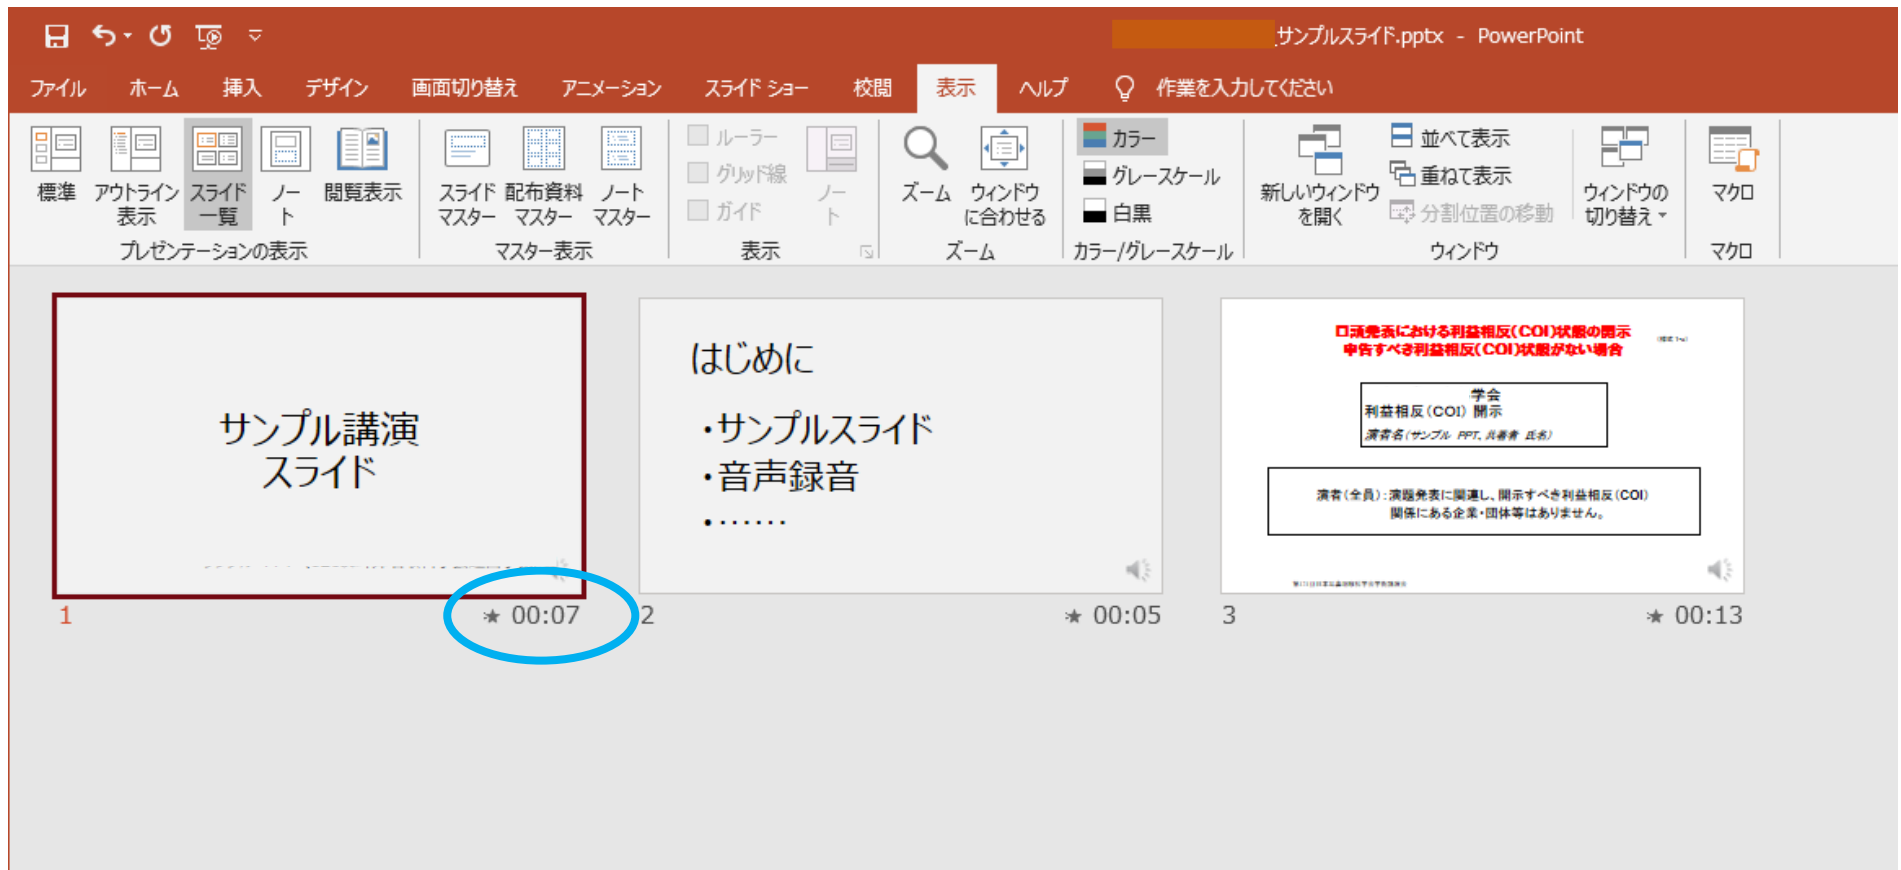 _サンプルスライド.pptx - PowerPoint
ファイル ホーム 挿入 デザイン 画面切り替え アニメーション スライド ショー 校閲 表示 ヘルプ 作業を入力してください
標準
アウトライン
表示
スライド
一覧
ノー
ト
閲覧表示
プレゼンテーションの表示
スライド
マスター
配布資料
マスター
ノート
マスター
マスター表示
ルーラー
グリッド線
ガイド
ノー
ト
表示
ズーム
ウィンドウ
に合わせる
ズーム
カラー
グレースケール
白黒
カラー/グレースケール
新しいウィンドウ
を開く
並べて表示
重ねて表示
分割位置の移動
ウィンドウの
切り替え
ウィンドウ
マクロ
マクロ
サンプル講演
スライド
1
00:07
はじめに
・サンプルスライド
・音声録音
・・・・・・・
2
00:05
口頭発表における利益相反(COI)状態の開示
申告すべき利益相反(COI)状態がない場合
学会
利益相反(COI) 開示
演者名(サンプル PPT、共著者 氏名)
演者(全員):演題発表に関連し、開示すべき利益相反(COI)
関係にある企業・団体等はありません。
3
00:13